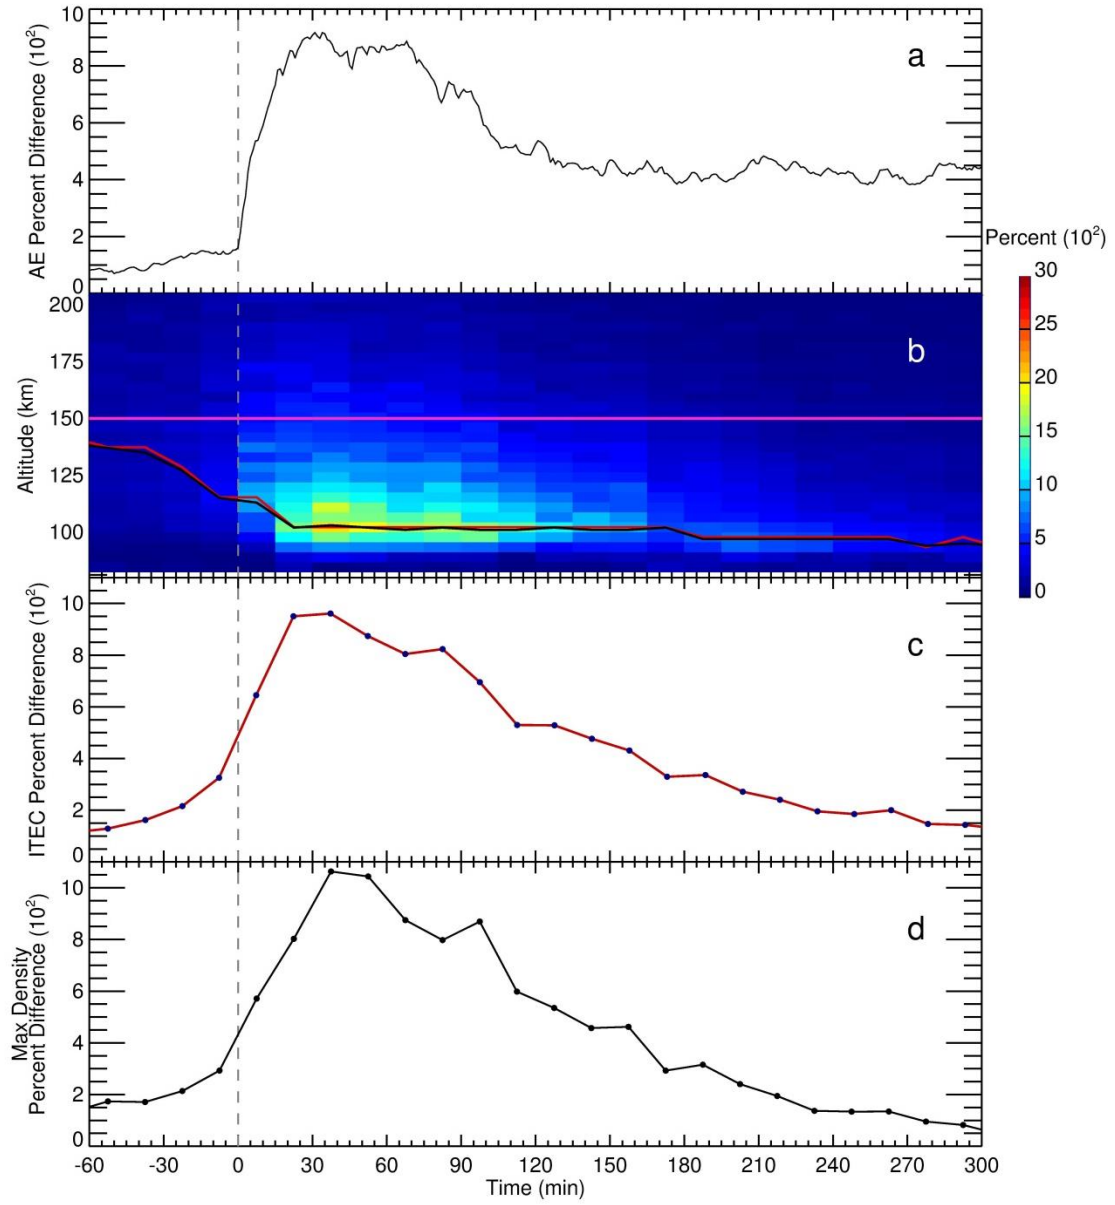 10
8
6
4
2
0
AE Percent Difference (10²)
a
200
175
150
125
100
Altitude (km)
b
Percent (10²)
30
25
20
15
10
5
0
10
8
6
4
2
0
ITEC Percent Difference (10²)
c
10
8
6
4
2
0
Max Density
Percent Difference (10²)
d
-60 -30 0 30 60 90 120 150 180 210 240 270 300
Time (min)